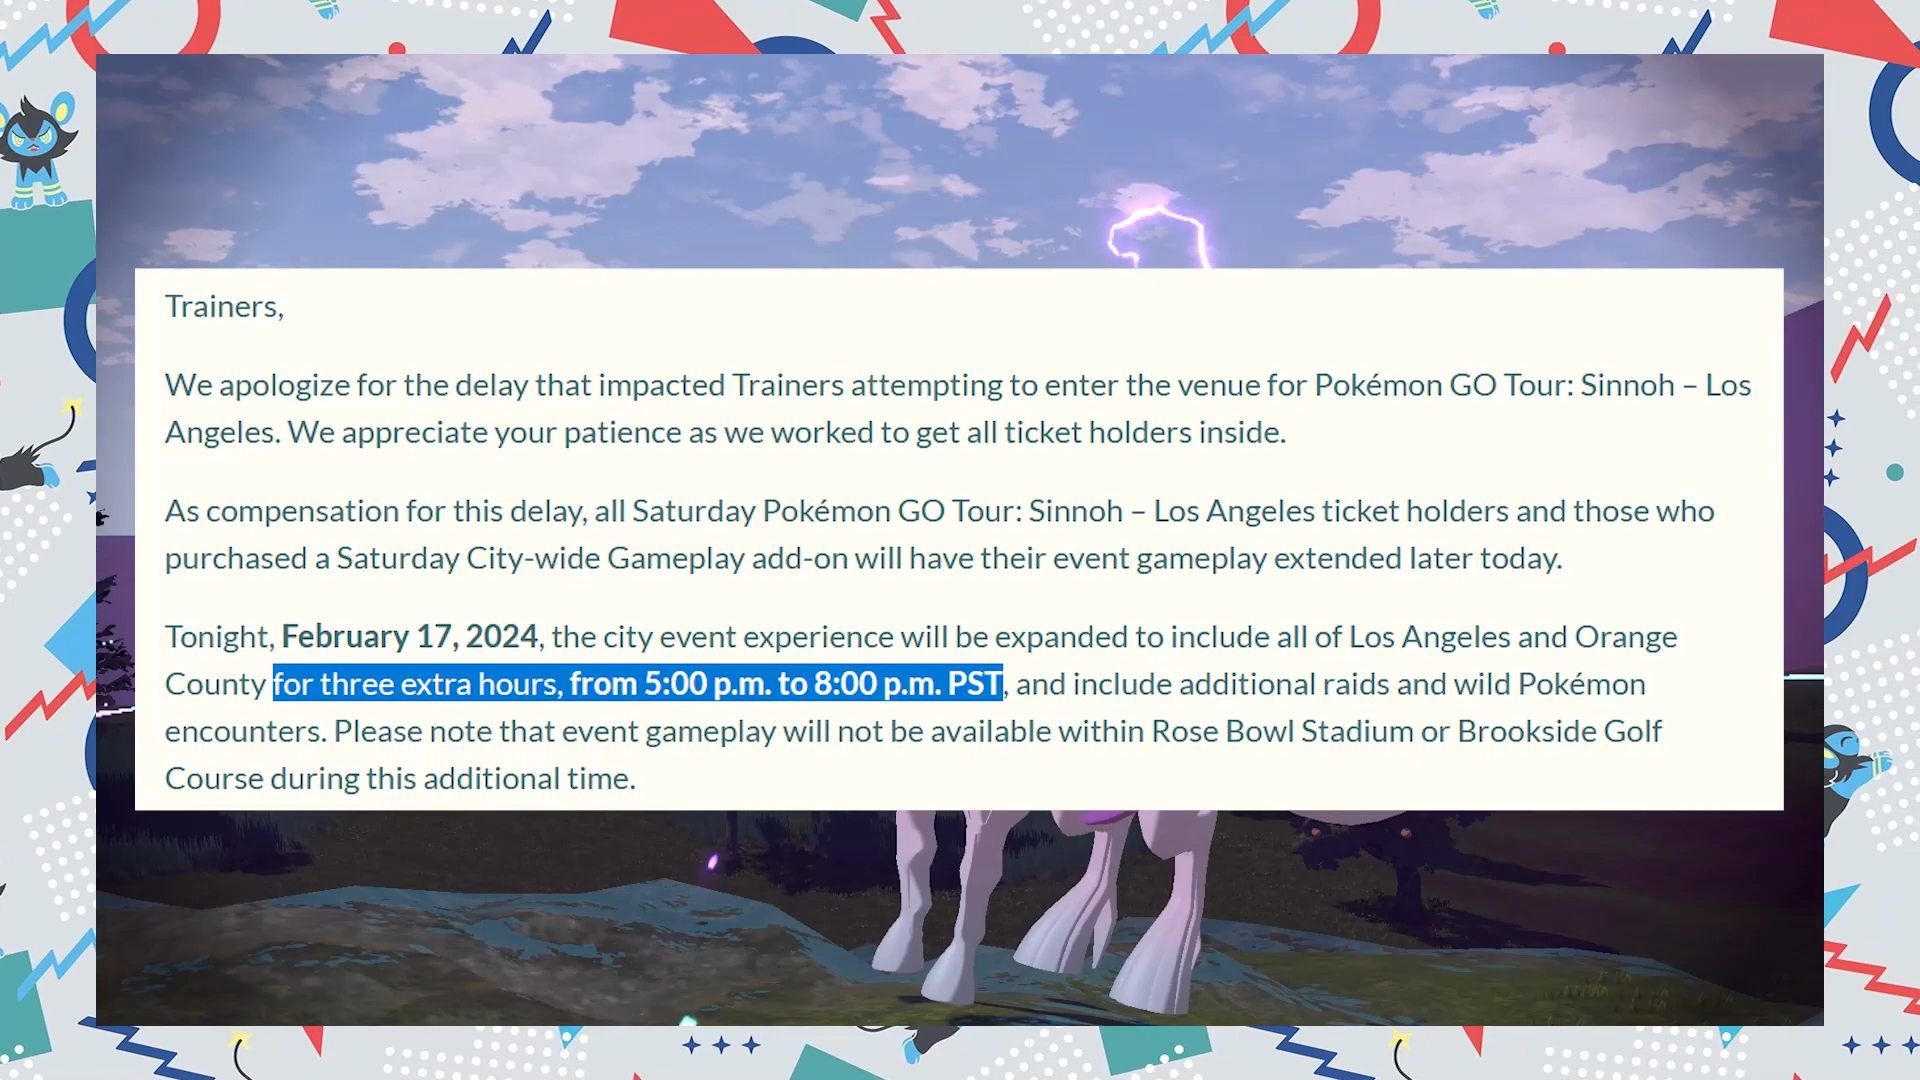 Trainers,
We apologize for the delay that impacted Trainers attempting to enter the venue for Pokémon GO Tour: Sinnoh – Los
Angeles. We appreciate your patience as we worked to get all ticket holders inside.
As compensation for this delay, all Saturday Pokémon GO Tour: Sinnoh – Los Angeles ticket holders and those who
purchased a Saturday City-wide Gameplay add-on will have their event gameplay extended later today.
Tonight, February 17, 2024, the city event experience will be expanded to include all of Los Angeles and Orange
County for three extra hours, from 5:00 p.m. to 8:00 p.m. PST, and include additional raids and wild Pokémon
encounters. Please note that event gameplay will not be available within Rose Bowl Stadium or Brookside Golf
Course during this additional time.